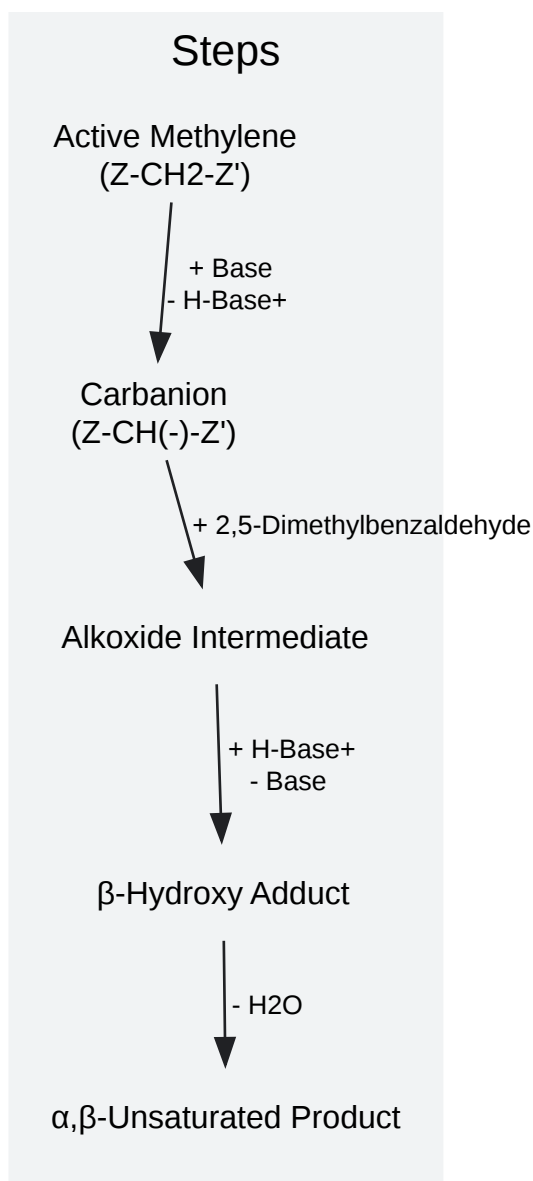 Steps
Active Methylene
(Z-CH2-Z')
+ Base
- H-Base+
Carbanion
(Z-CH(-)-Z')
+ 2,5-Dimethylbenzaldehyde
Alkoxide Intermediate
+ H-Base+
- Base
β-Hydroxy Adduct
- H2O
α,β-Unsaturated Product